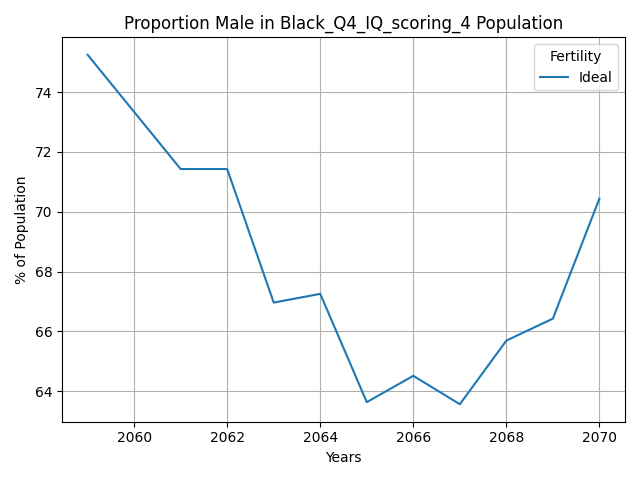 Proportion Male in Black_Q4_IQ_scoring_4 Population
Fertility
Ideal
% of Population
74
72
70
68
66
64
2060
2062
2064
2066
2068
2070
Years